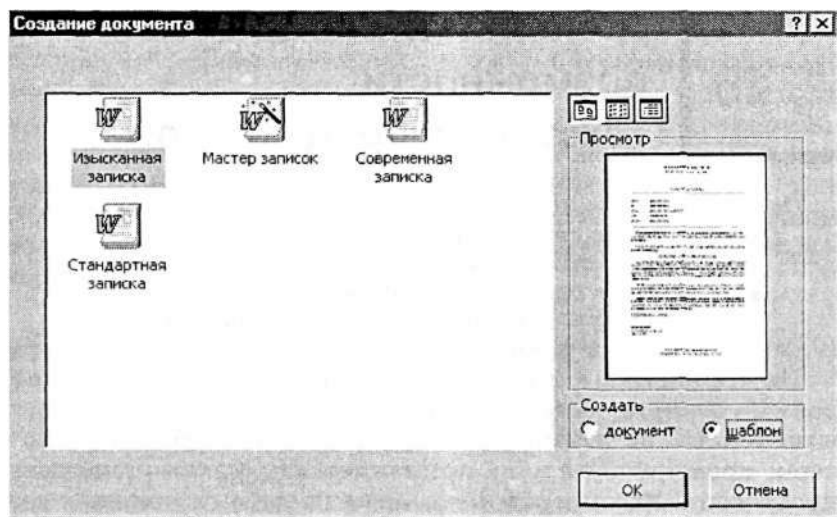 Создание документа
Изысканная
записка
Мастер записок
Современная
записка
Стандартная
записка
Просмотр
Создать
документ
шаблон
OK
Отмена